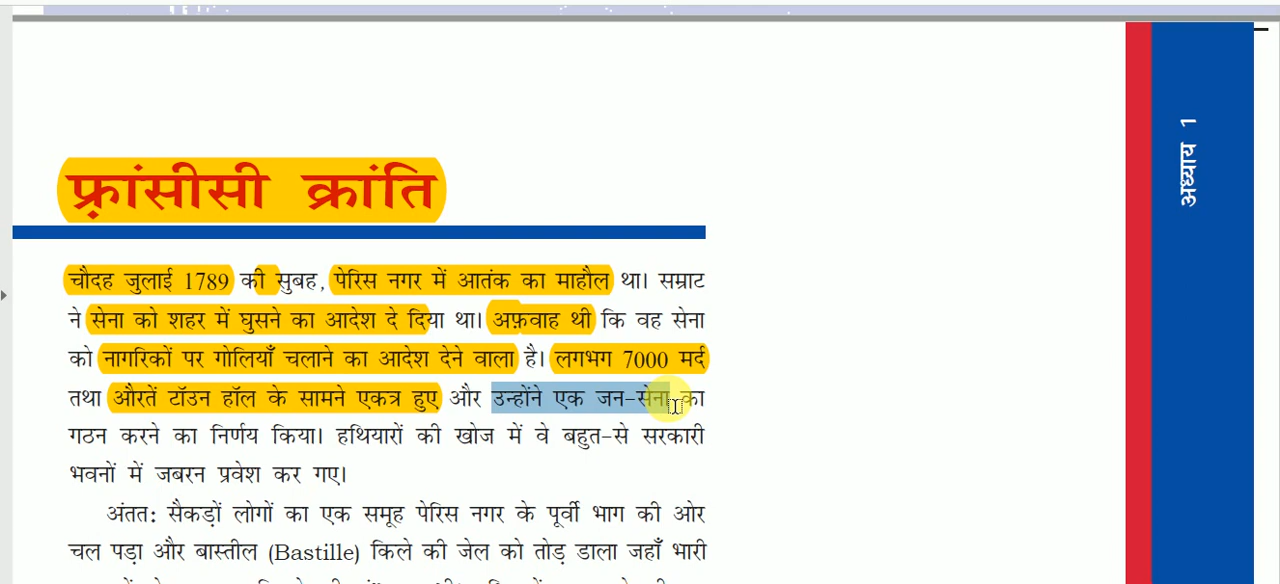 अध्याय 1
फ़्रांसीसी क्रांति
चौदह जुलाई 1789 की सुबह, पेरिस नगर में आतंक का माहौल था। सम्राट
ने सेना को शहर में घुसने का आदेश दे दिया था। अफ़वाह थी कि वह सेना
को नागरिकों पर गोलियाँ चलाने का आदेश देने वाला है। लगभग 7000 मर्द
तथा औरतें टॉउन हॉल के सामने एकत्र हुए और उन्होंने एक जन-सेना का
गठन करने का निर्णय किया। हथियारों की खोज में वे बहुत-से सरकारी
भवनों में जबरन प्रवेश कर गए।
अंतत: सैकड़ों लोगों का एक समूह पेरिस नगर के पूर्वी भाग की ओर
चल पड़ा और बास्तील (Bastille) किले की जेल को तोड़ डाला जहाँ भारी